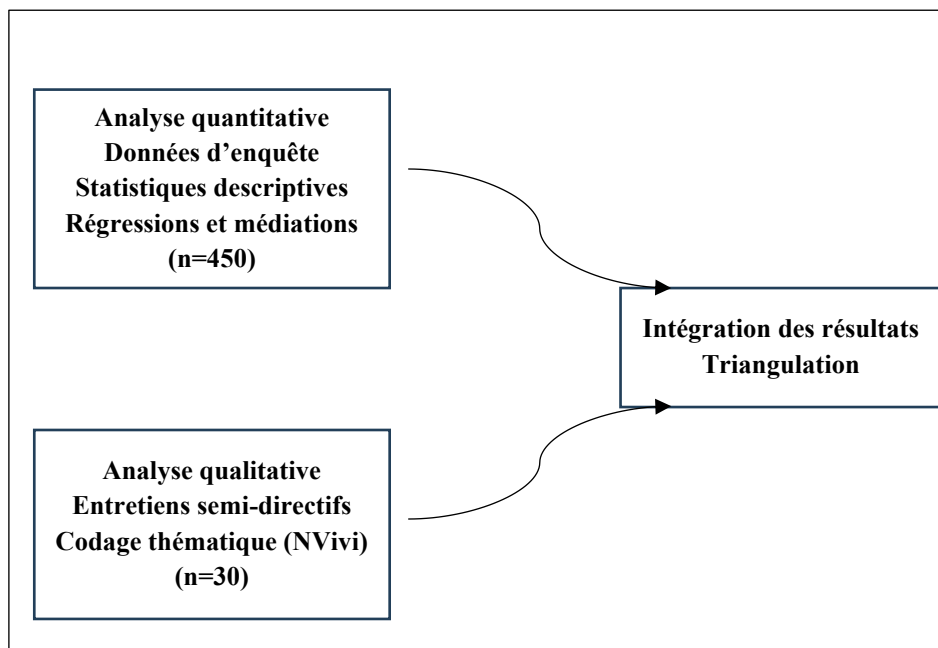 Analyse quantitative
Données d’enquête
Statistiques descriptives
Régressions et médiations
(n=450)
Intégration des résultats
Triangulation
Analyse qualitative
Entretiens semi-directifs
Codage thématique (NVivi)
(n=30)